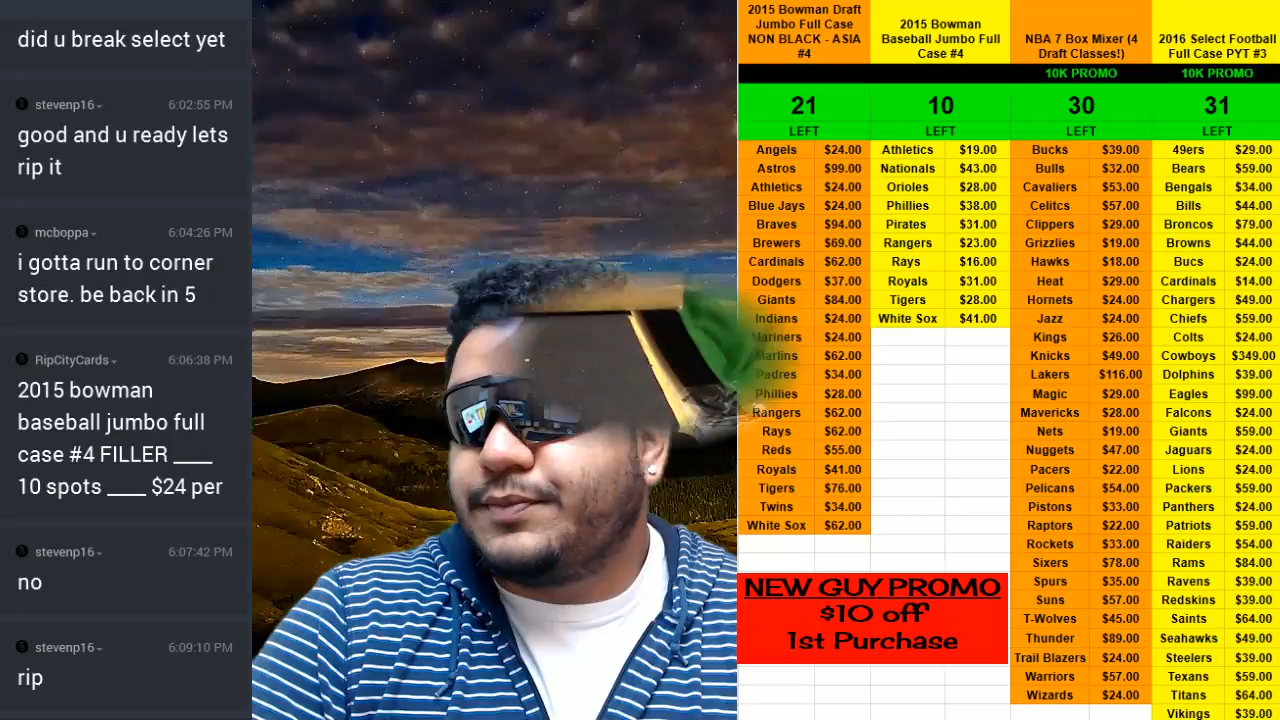 did u break select yet
stevenp16 6:02:55 PM
good and u ready lets
rip it
mcboppa 6:04:26 PM
i gotta run to corner
store. be back in 5
RipCityCards 6:06:38 PM
2015 bowman
baseball jumbo full
case #4 FILLER ____
10 spots ____ $24 per
stevenp16 6:07:42 PM
no
stevenp16 6:09:10 PM
rip
2015 Bowman Draft
Jumbo Full Case
NON BLACK - ASIA
#4
21
LEFT
Angels $24.00
Astros $99.00
Athletics $24.00
Blue Jays $24.00
Braves $94.00
Brewers $69.00
Cardinals $62.00
Dodgers $37.00
Giants $84.00
Indians $24.00
Mariners $24.00
Marlins $62.00
Padres $34.00
Phillies $28.00
Rangers $62.00
Rays $62.00
Reds $55.00
Royals $41.00
Tigers $76.00
Twins $34.00
White Sox $62.00
2015 Bowman
Baseball Jumbo Full
Case #4
10
LEFT
Athletics $19.00
Nationals $43.00
Orioles $28.00
Phillies $38.00
Pirates $31.00
Rangers $23.00
Rays $16.00
Royals $31.00
Tigers $28.00
White Sox $41.00
NEW GUY PROMO
$10 off
1st Purchase
NBA 7 Box Mixer (4
Draft Classes!)
10K PROMO
30
LEFT
Bucks $39.00
Bulls $32.00
Cavaliers $53.00
Celitcs $57.00
Clippers $29.00
Grizzlies $19.00
Hawks $18.00
Heat $29.00
Hornets $24.00
Jazz $24.00
Kings $26.00
Knicks $49.00
Lakers $116.00
Magic $29.00
Mavericks $28.00
Nets $19.00
Nuggets $47.00
Pacers $22.00
Pelicans $54.00
Pistons $33.00
Raptors $22.00
Rockets $33.00
Sixers $78.00
Spurs $35.00
Suns $57.00
T-Wolves $45.00
Thunder $89.00
Trail Blazers $24.00
Warriors $57.00
Wizards $24.00
2016 Select Football
Full Case PYT #3
10K PROMO
31
LEFT
49ers $29.00
Bears $59.00
Bengals $34.00
Bills $44.00
Broncos $79.00
Browns $44.00
Bucs $24.00
Cardinals $14.00
Chargers $49.00
Chiefs $59.00
Colts $24.00
Cowboys $349.00
Dolphins $39.00
Eagles $99.00
Falcons $24.00
Giants $59.00
Jaguars $24.00
Lions $24.00
Packers $59.00
Panthers $24.00
Patriots $59.00
Raiders $54.00
Rams $84.00
Ravens $39.00
Redskins $39.00
Saints $64.00
Seahawks $49.00
Steelers $39.00
Texans $59.00
Titans $64.00
Vikings $39.00